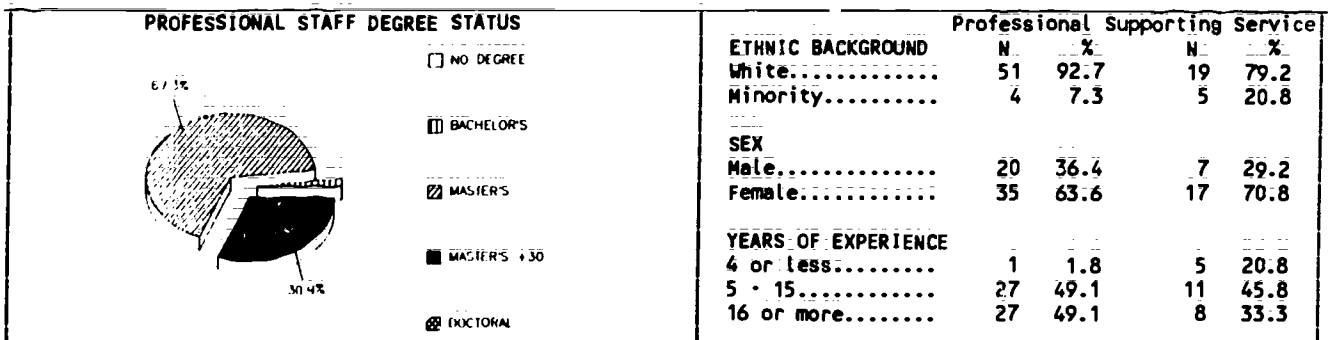 PROFESSIONAL STAFF DEGREE STATUS
67.3%
30.4%
NO DEGREE
BACHELOR'S
MASTER'S
MASTER'S +30
DOCTORAL
Professional Supporting Service
ETHNIC BACKGROUND N % N %
White............. 51 92.7 19 79.2
Minority.......... 4 7.3 5 20.8
SEX
Male.............. 20 36.4 7 29.2
Female............ 35 63.6 17 70.8
YEARS OF EXPERIENCE
4 or less......... 1 1.8 5 20.8
5 - 15............ 27 49.1 11 45.8
16 or more........ 27 49.1 8 33.3